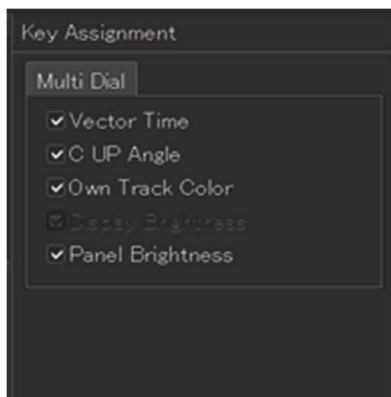 Key Assignment
Multi Dial
Vector Time
C UP Angle
Own Track Color
Display Brightness
Panel Brightness